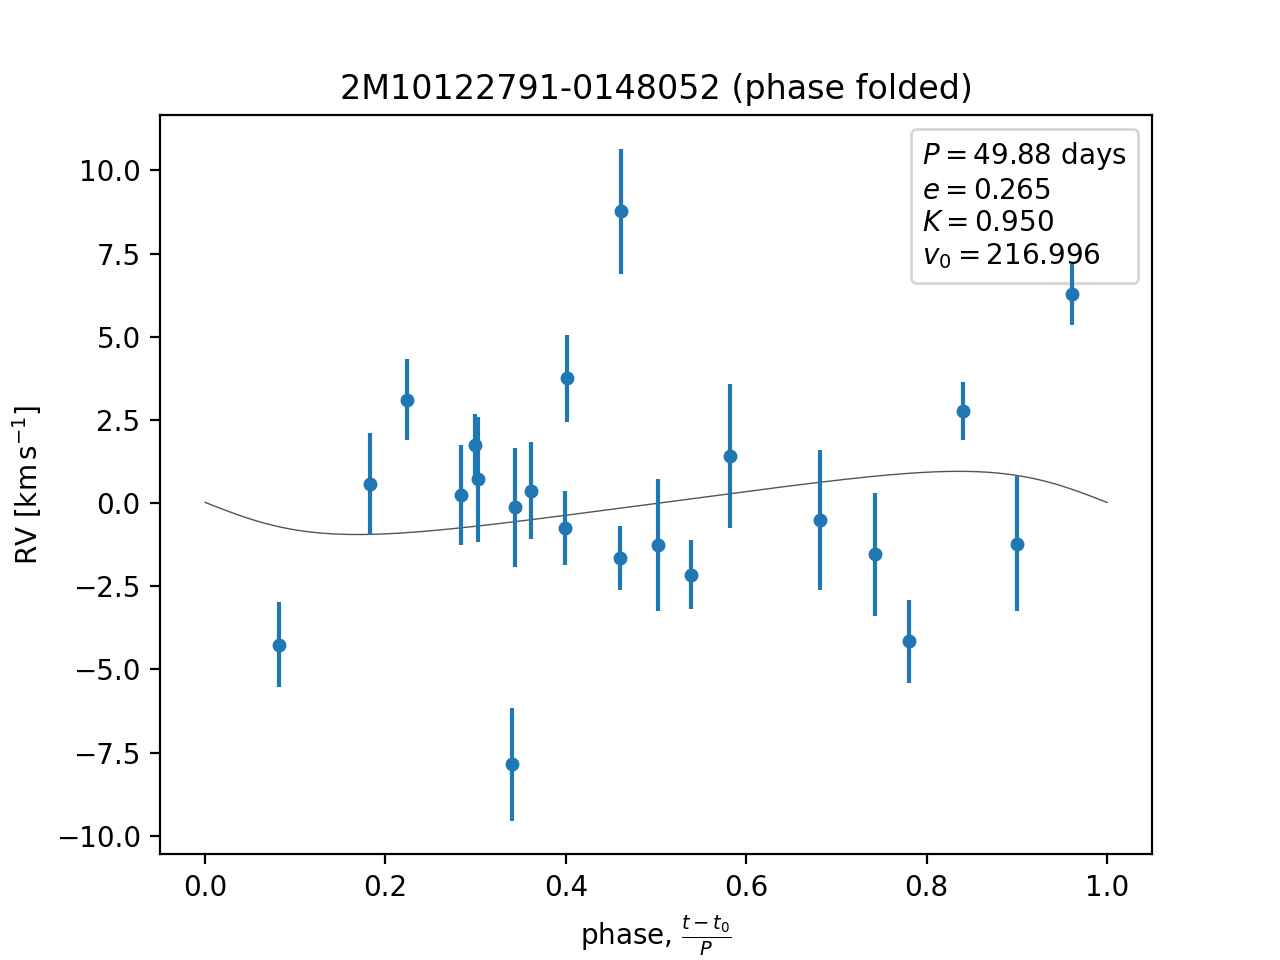 2M10122791-0148052 (phase folded)
P = 49.88 days
e = 0.265
K = 0.950
v₀ = 216.996
RV [km s⁻¹]
10.0
7.5
5.0
2.5
0.0
−2.5
−5.0
−7.5
−10.0
0.0 0.2 0.4 0.6 0.8 1.0
phase, (t − t₀)/P